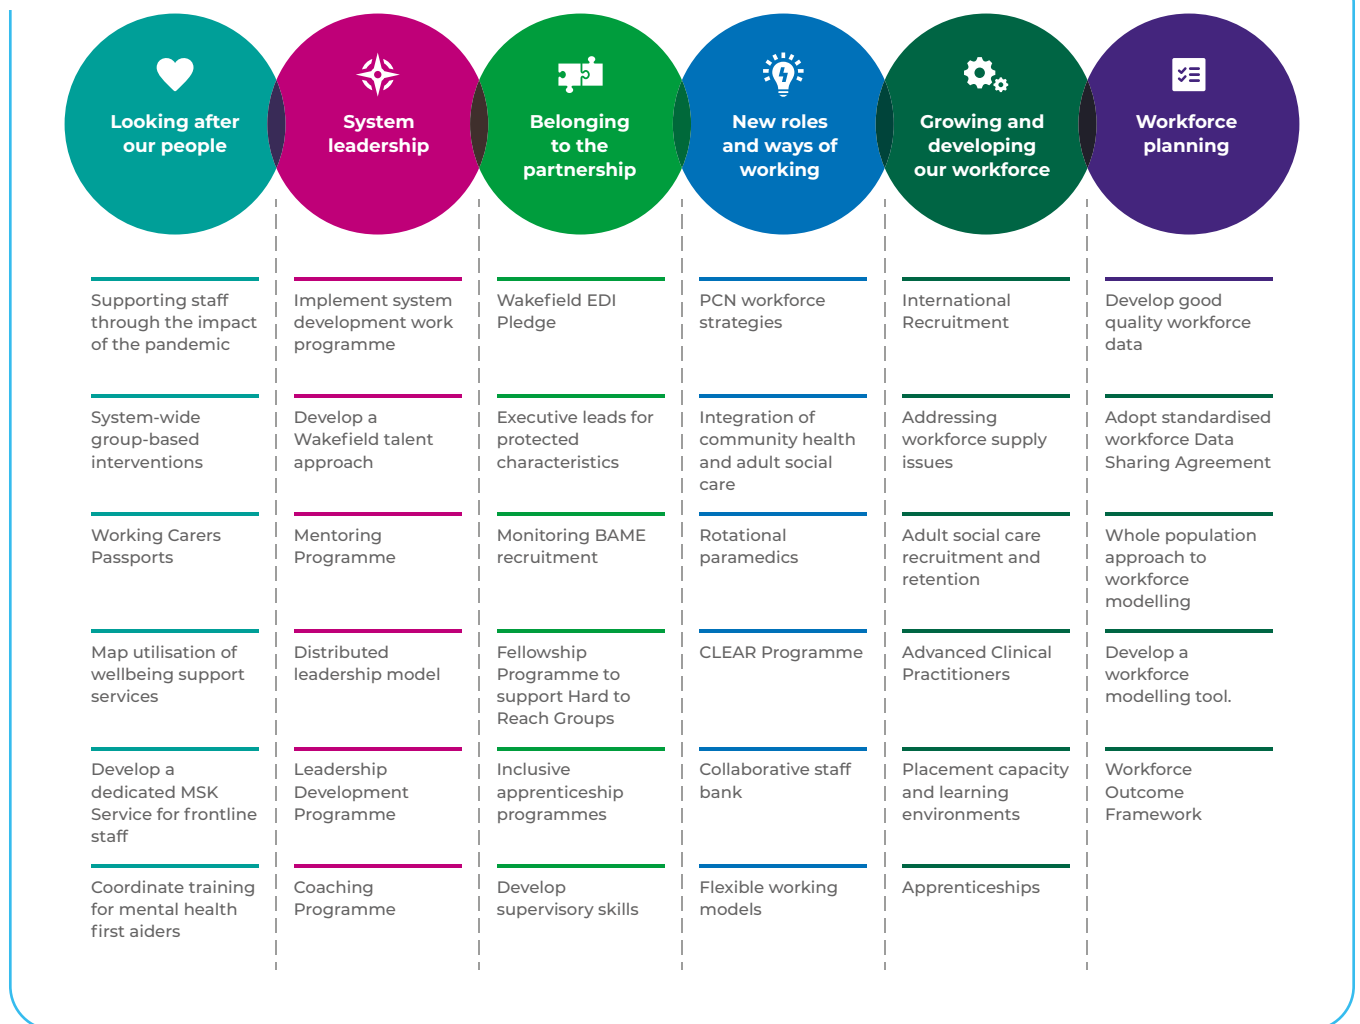 Looking after
our people
System
leadership
Belonging
to the
partnership
New roles
and ways of
working
Growing and
developing
our workforce
Workforce
planning
Supporting staff
through the impact
of the pandemic
Implement system
development work
programme
Wakefield EDI
Pledge
PCN workforce
strategies
International
Recruitment
Develop good
quality workforce
data
System-wide
group-based
interventions
Develop a
Wakefield talent
approach
Executive leads for
protected
characteristics
Integration of
community health
and adult social
care
Addressing
workforce supply
issues
Adopt standardised
workforce Data
Sharing Agreement
Working Carers
Passports
Mentoring
Programme
Monitoring BAME
recruitment
Rotational
paramedics
Adult social care
recruitment and
retention
Whole population
approach to
workforce
modelling
Map utilisation of
wellbeing support
services
Distributed
leadership model
Fellowship
Programme to
support Hard to
Reach Groups
CLEAR Programme
Advanced Clinical
Practitioners
Develop a
workforce
modelling tool.
Develop a
dedicated MSK
Service for frontline
staff
Leadership
Development
Programme
Inclusive
apprenticeship
programmes
Collaborative staff
bank
Placement capacity
and learning
environments
Workforce
Outcome
Framework
Coordinate training
for mental health
first aiders
Coaching
Programme
Develop
supervisory skills
Flexible working
models
Apprenticeships